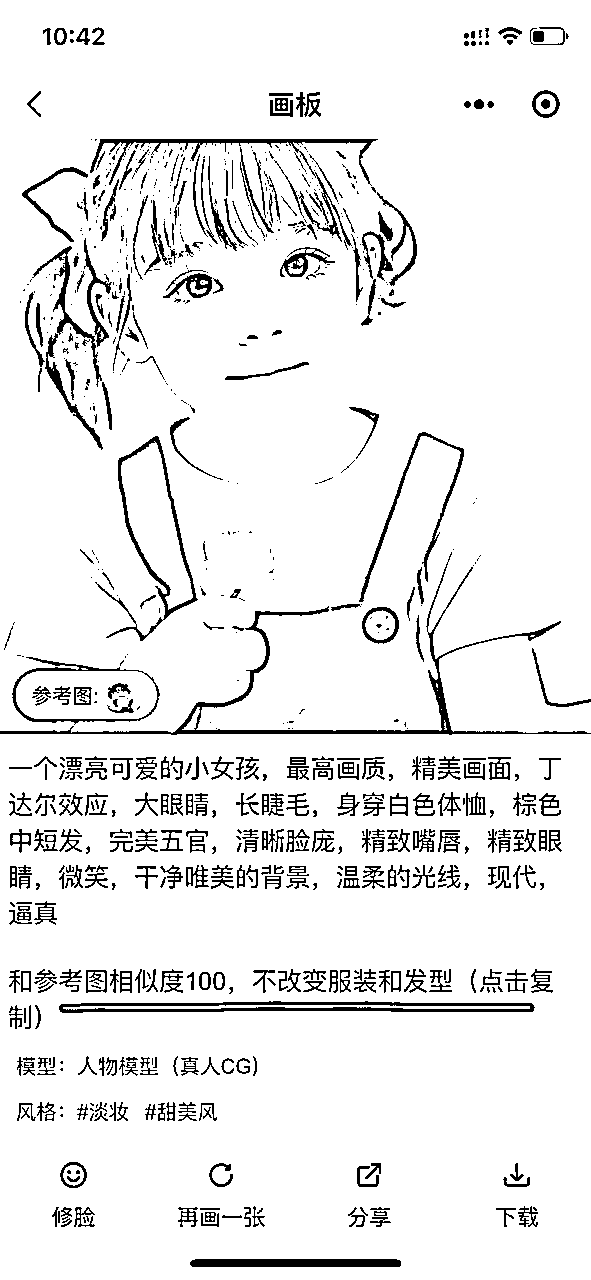 10:42
画板
参考图:
一个漂亮可爱的小女孩，最高画质，精美画面，丁
达尔效应，大眼睛，长睫毛，身穿白色体恤，棕色
中短发，完美五官，清晰脸庞，精致嘴唇，精致眼
睛，微笑，干净唯美的背景，温柔的光线，现代，
逼真
和参考图相似度100，不改变服装和发型（点击复
制）
模型：人物模型（真人CG）
风格：#淡妆 #甜美风
修脸 再画一张 分享 下载